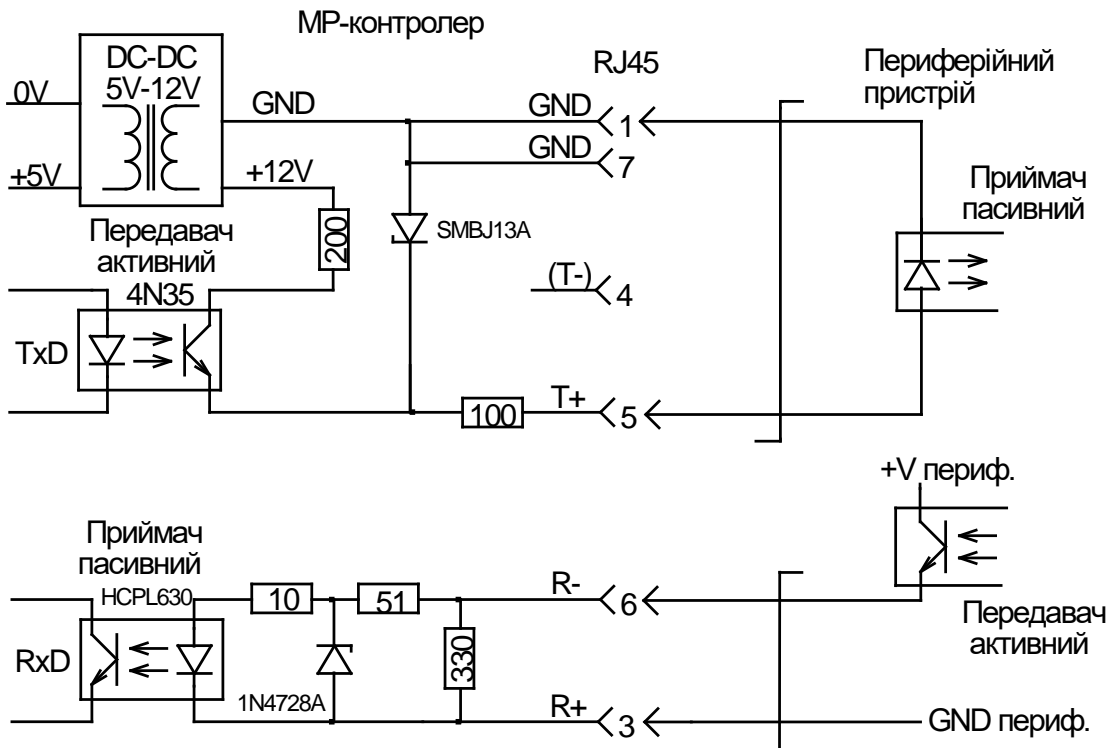 МР-контролер
DC-DC
5V-12V
0V
+5V
GND
+12V
RJ45
GND
1
GND
7
Периферійний
пристрій
Приймач
пасивний
Передавач
активний
4N35
200
SMBJ13A
(T-)
4
TxD
100
T+
5
+V периф.
Приймач
пасивний
HCPL630
10
51
R-
6
Передавач
активний
RxD
330
1N4728A
R+
3
GND периф.